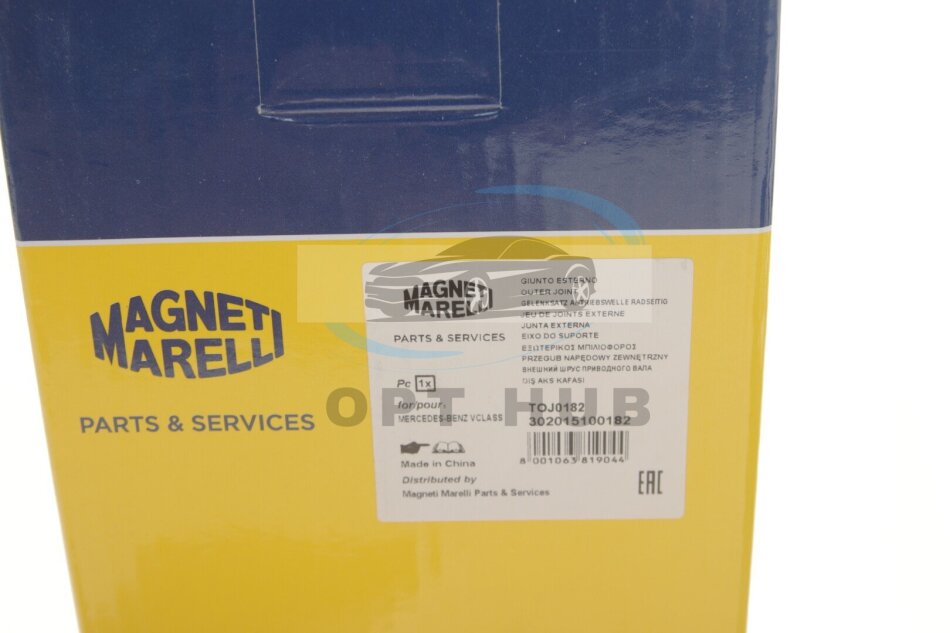 MAGNETI
MARELLI
PARTS & SERVICES
MAGNETI
MARELLI
PARTS & SERVICES
Pc 1x
for/pour:
MERCEDES-BENZ VCLASS
Made in China
Distributed by
Magneti Marelli Parts & Services
GIUNTO ESTERNO
OUTER JOINT
GELENKSATZ ANTRIEBSWELLE RADSEITIG
JEU DE JOINTS EXTERNE
JUNTA EXTERNA
EIXO DO SUPORTE
ΕΞΩΤΕΡΙΚΟΣ ΜΠΙΛΙΟΦΟΡΟΣ
PRZEGUB NAPĘDOWY ZEWNĘTRZNY
ВНЕШНИЙ ШРУС ПРИВОДНОГО ВАЛА
DIŞ AKS KAFASI
TOJ0182
302015100182
8 001063 819044
EAC
OPT HUB